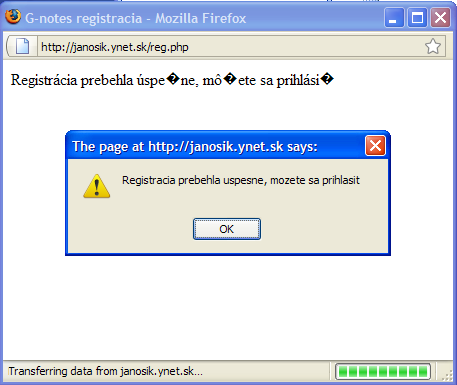 G-notes registracia - Mozilla Firefox
http://janosik.ynet.sk/reg.php
Registrácia prebehla úspe�ne, mô�ete sa prihlási�
The page at http://janosik.ynet.sk says:
Registracia prebehla uspesne, mozete sa prihlasit
OK
Transferring data from janosik.ynet.sk...